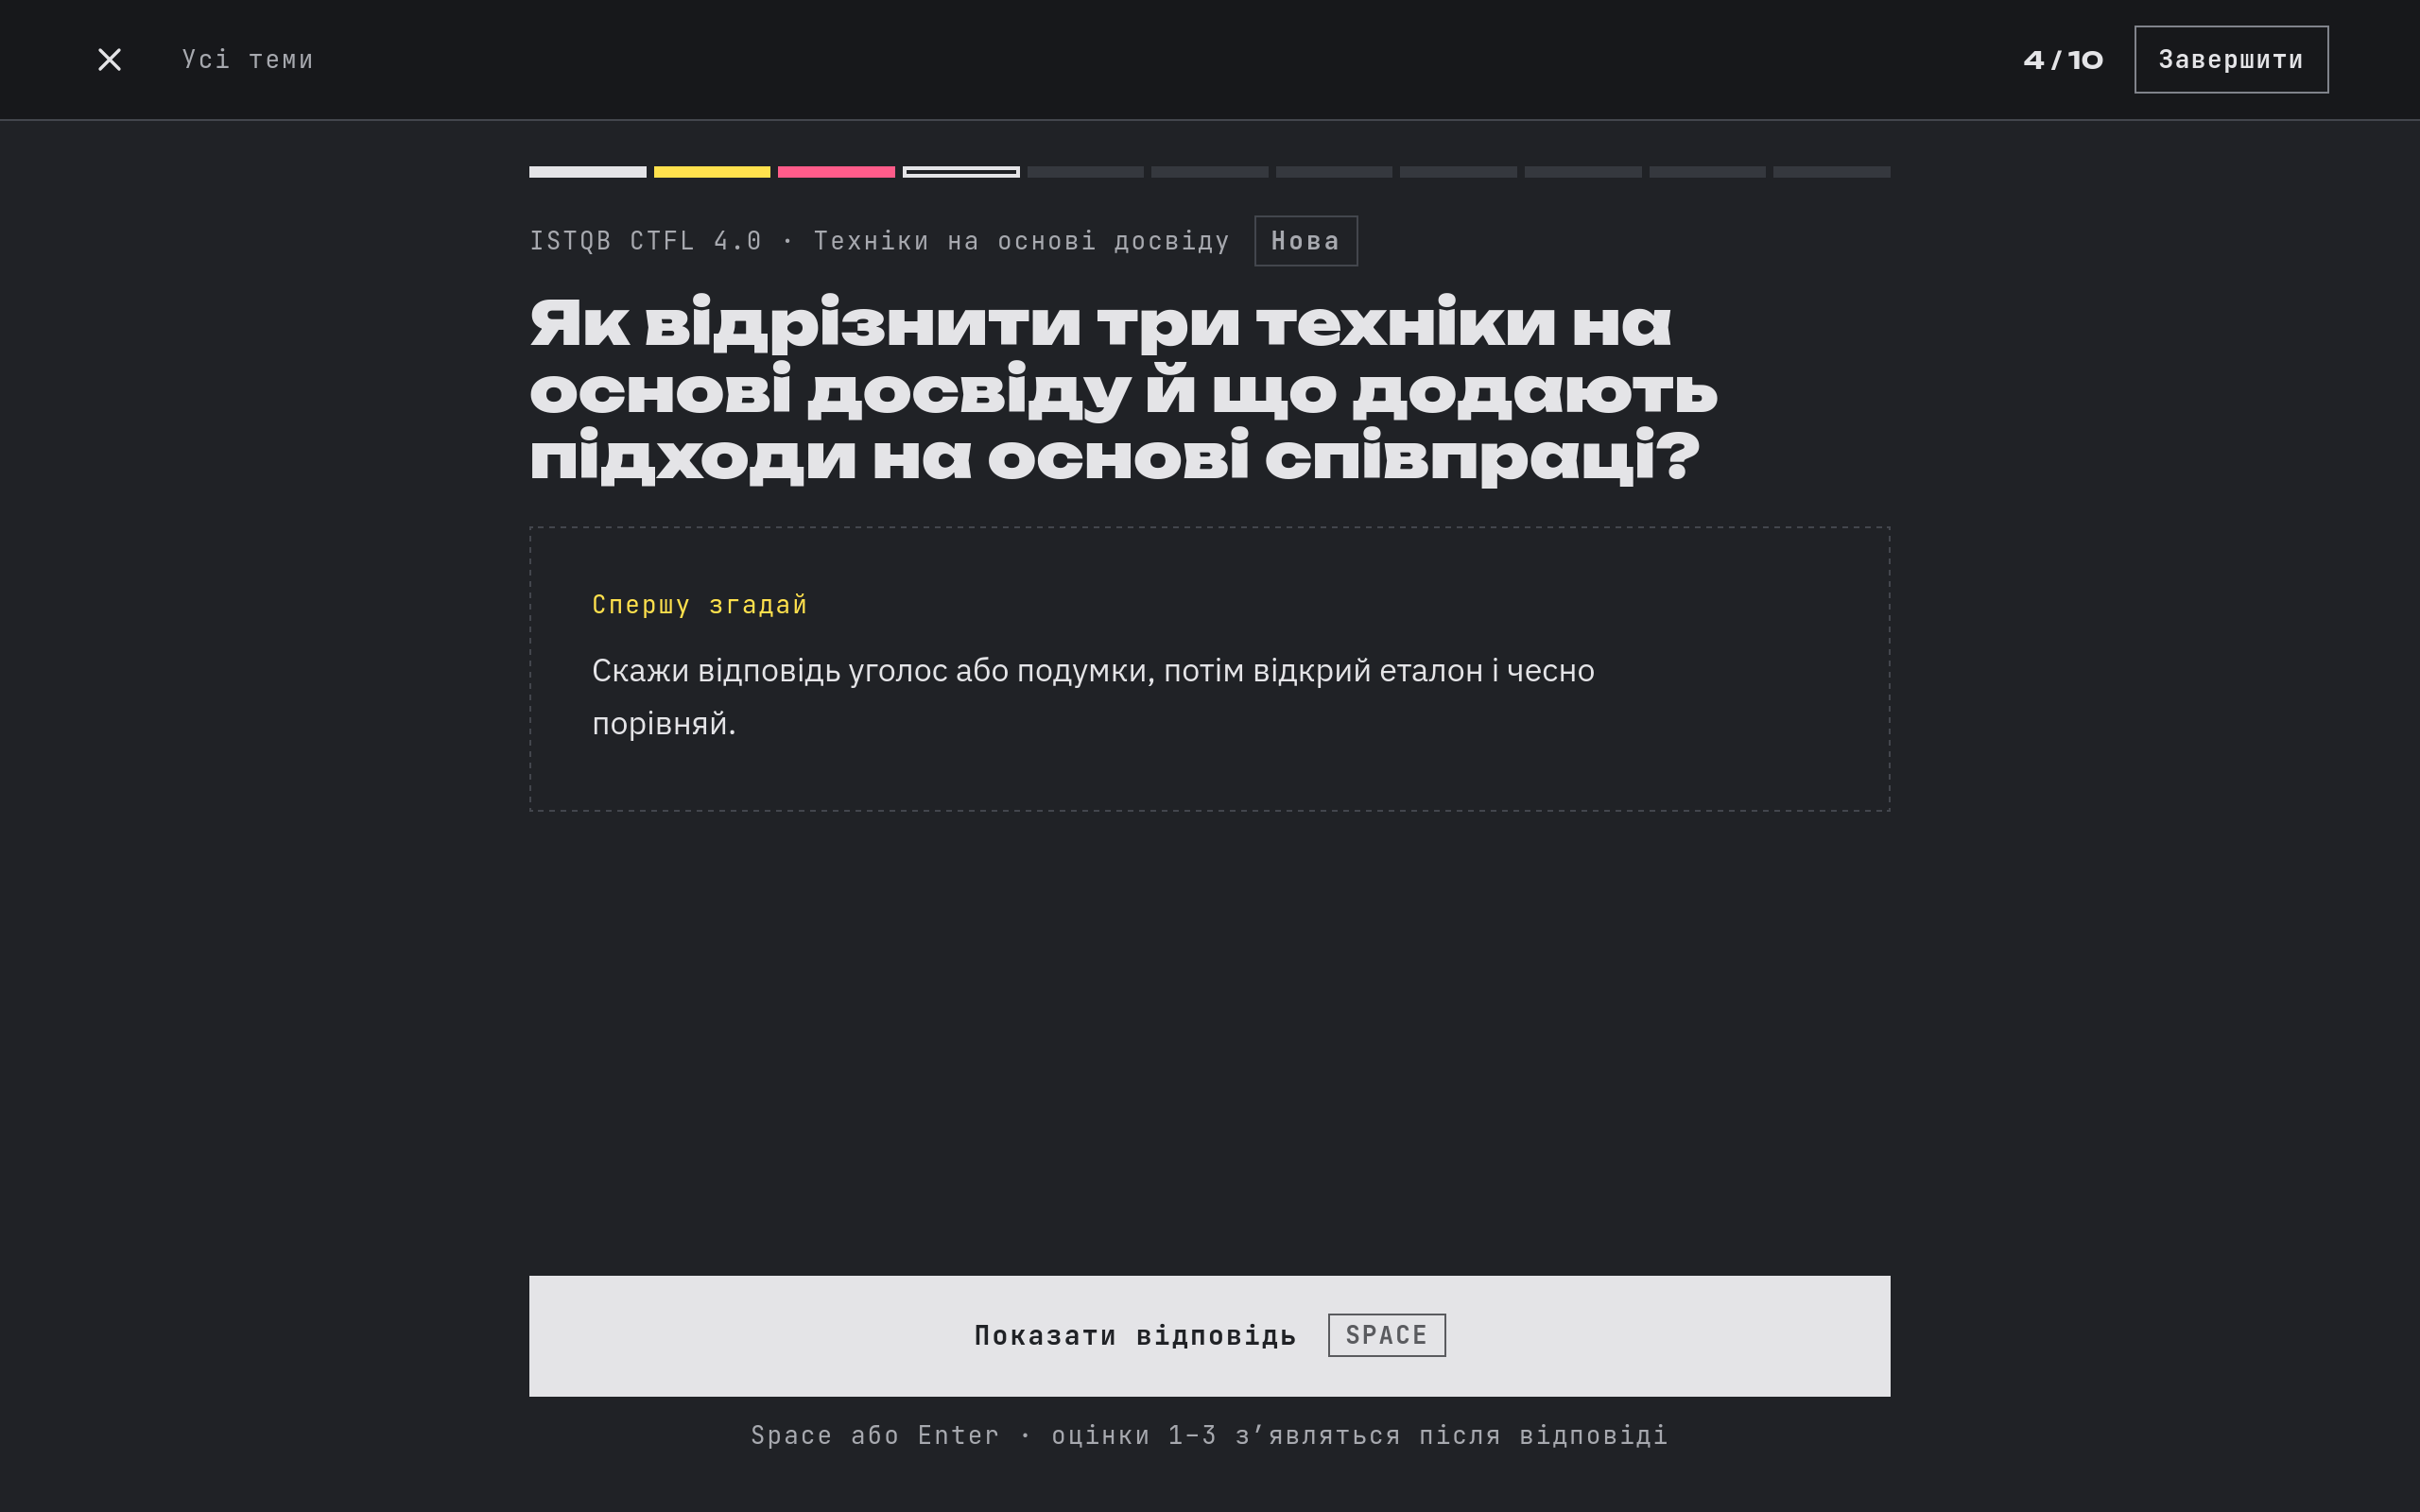 Усі теми
4 / 10
Завершити
ISTQB CTFL 4.0 · Техніки на основі досвіду
Нова
Як відрізнити три техніки на
основі досвіду й що додають
підходи на основі співпраці?
Спершу згадай
Скажи відповідь уголос або подумки, потім відкрий еталон і чесно
порівняй.
Показати відповідь
SPACE
Space або Enter · оцінки 1–3 з’являться після відповіді